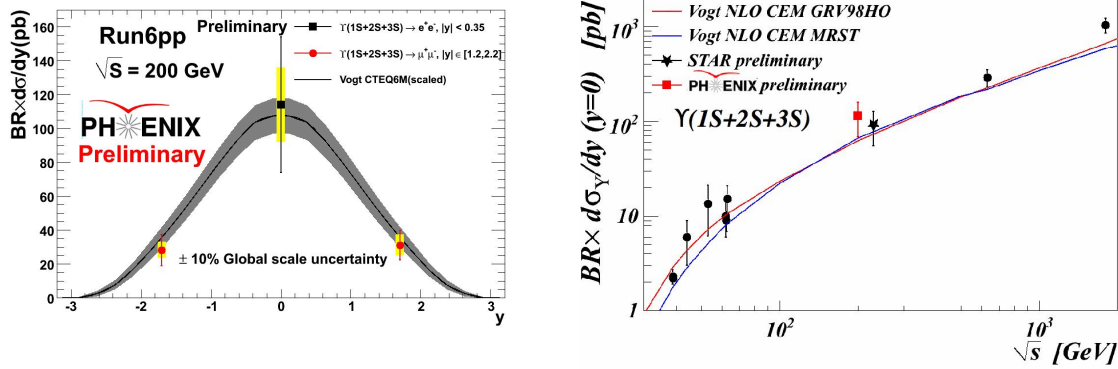 BR×dσ/dy(pb)
160
140
120
100
80
60
40
20
0
Preliminary
Run6pp
√S = 200 GeV
PHENIX
Preliminary
ϒ(1S+2S+3S) → e⁺e⁻, |y| < 0.35
ϒ(1S+2S+3S) → μ⁺μ⁻, |y| ∈ [1.2,2.2]
Vogt CTEQ6M(scaled)
± 10% Global scale uncertainty
-3 -2 -1 0 1 2 3
y
BR× dσϒ/dy (y=0) [pb]
10³
10²
10
1
Vogt NLO CEM GRV98HO
Vogt NLO CEM MRST
STAR preliminary
PHENIX preliminary
ϒ(1S+2S+3S)
10² 10³
√s [GeV]